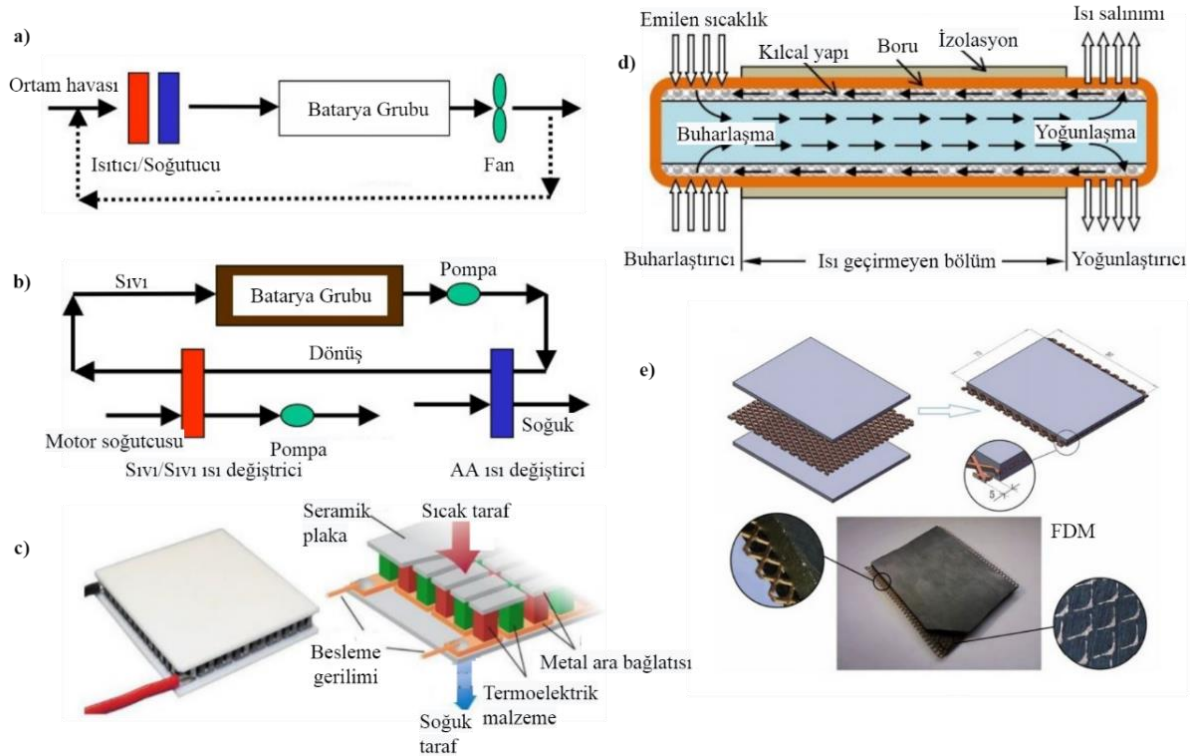 a)
Ortam havası
Batarya Grubu
Isıtıcı/Soğutucu
Fan
b)
Sıvı
Pompa
Batarya Grubu
Dönüş
Motor soğutcusu
Pompa
Soğuk
Sıvı/Sıvı ısı değiştrici
AA ısı değiştirci
c)
Seramik
plaka
Sıcak taraf
Besleme
gerilimi
Metal ara bağlatısı
Termoelektrik
malzeme
Soğuk
taraf
d)
Emilen sıcaklık
Isı salınımı
Kılcal yapı
Boru
İzolasyon
Buharlaşma
Yoğunlaşma
Buharlaştırıcı
Isı geçirmeyen bölüm
Yoğunlaştırıcı
e)
5
FDM